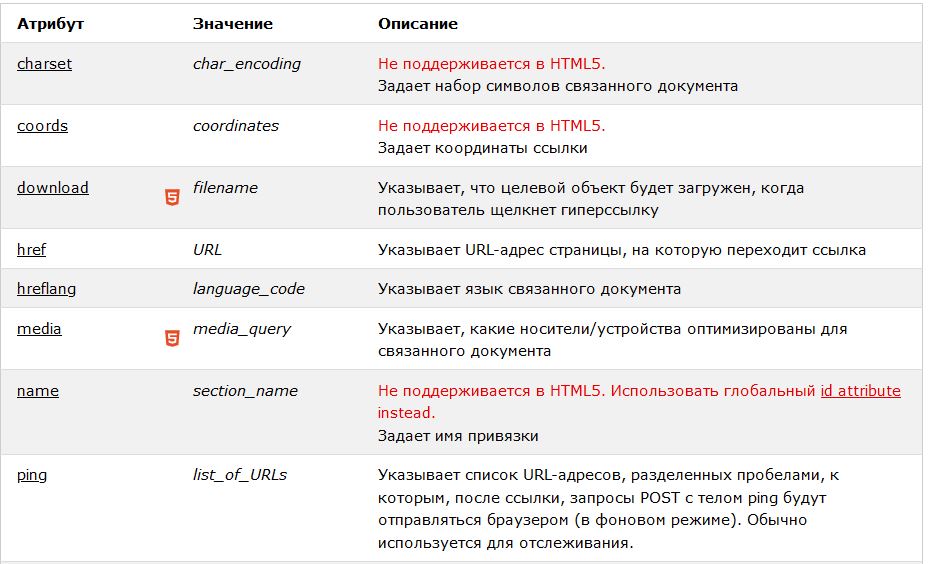 Атрибут Значение Описание
charset char_encoding Не поддерживается в HTML5.
Задает набор символов связанного документа
coords coordinates Не поддерживается в HTML5.
Задает координаты ссылки
download 5 filename Указывает, что целевой объект будет загружен, когда
пользователь щелкнет гиперссылку
href URL Указывает URL-адрес страницы, на которую переходит ссылка
hreflang language_code Указывает язык связанного документа
media 5 media_query Указывает, какие носители/устройства оптимизированы для
связанного документа
name section_name Не поддерживается в HTML5. Использовать глобальный id attribute
instead.
Задает имя привязки
ping list_of_URLs Указывает список URL-адресов, разделенных пробелами, к
которым, после ссылки, запросы POST с телом ping будут
отправляться браузером (в фоновом режиме). Обычно
используется для отслеживания.